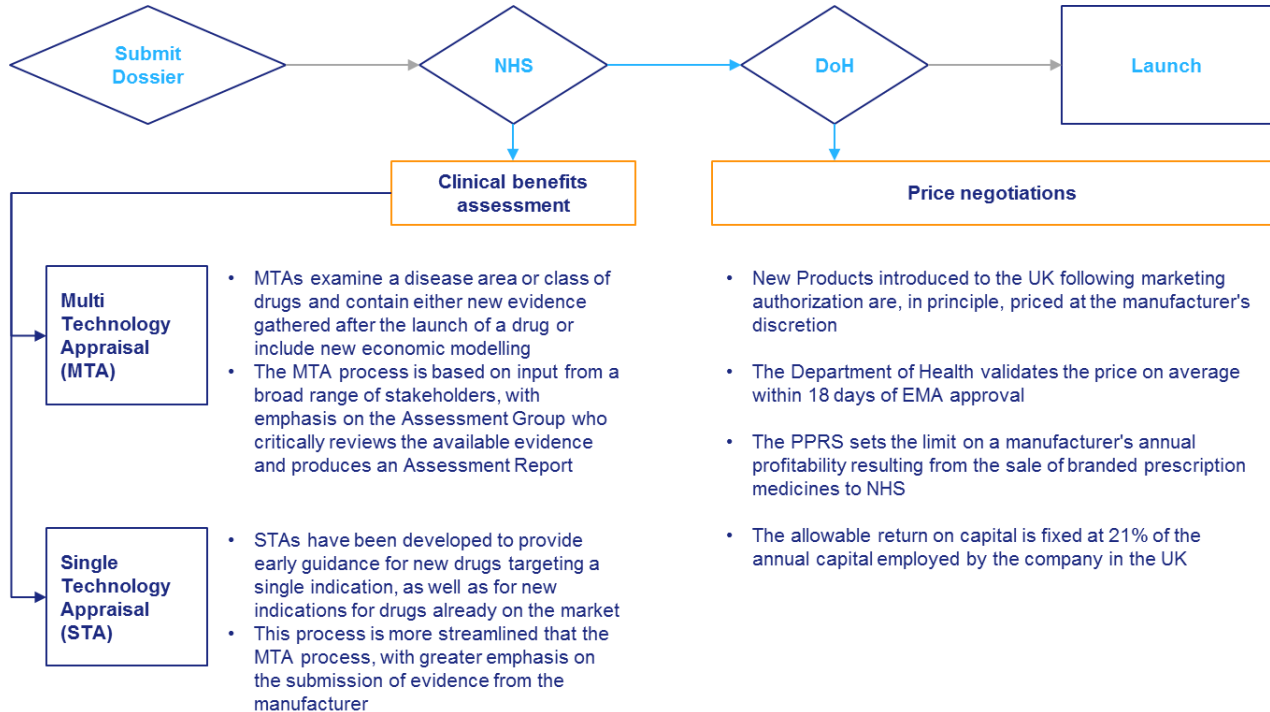 Submit
Dossier
NHS
DoH
Launch
Clinical benefits
assessment
Price negotiations
Multi
Technology
Appraisal
(MTA)
• MTAs examine a disease area or class of
drugs and contain either new evidence
gathered after the launch of a drug or
include new economic modelling
• The MTA process is based on input from a
broad range of stakeholders, with
emphasis on the Assessment Group who
critically reviews the available evidence
and produces an Assessment Report
Single
Technology
Appraisal
(STA)
• STAs have been developed to provide
early guidance for new drugs targeting a
single indication, as well as for new
indications for drugs already on the market
• This process is more streamlined that the
MTA process, with greater emphasis on
the submission of evidence from the
manufacturer
• New Products introduced to the UK following marketing
authorization are, in principle, priced at the manufacturer's
discretion
• The Department of Health validates the price on average
within 18 days of EMA approval
• The PPRS sets the limit on a manufacturer's annual
profitability resulting from the sale of branded prescription
medicines to NHS
• The allowable return on capital is fixed at 21% of the
annual capital employed by the company in the UK